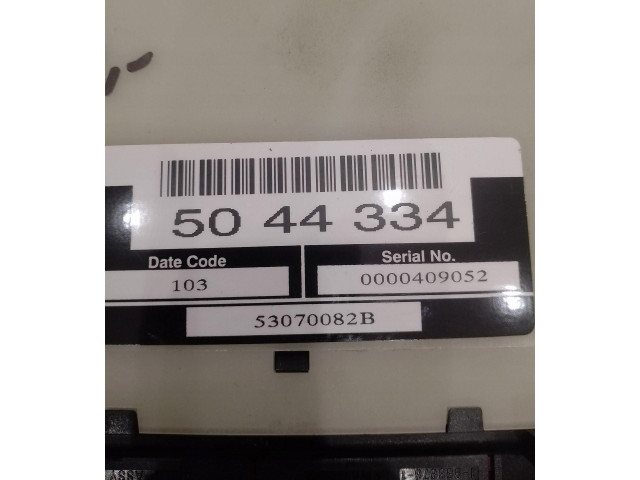 50 44 334
Date Code
Serial No.
103
0000409052
53070082B